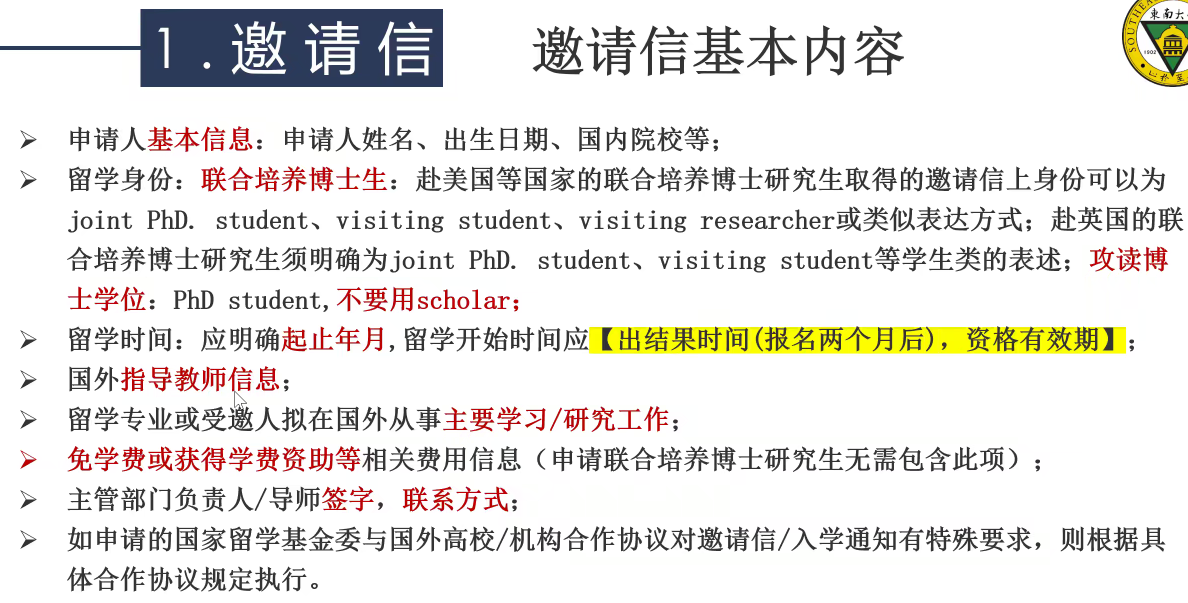 1.邀请信
邀请信基本内容
東南大
SOUTHEA
1902
➢ 申请人基本信息：申请人姓名、出生日期、国内院校等；
➢ 留学身份：联合培养博士生：赴美国等国家的联合培养博士研究生取得的邀请信上身份可以为
joint PhD. student、visiting student、visiting researcher或类似表达方式；赴英国的联
合培养博士研究生须明确为joint PhD. student、visiting student等学生类的表述；攻读博
士学位：PhD student,不要用scholar；
➢ 留学时间：应明确起止年月,留学开始时间应【出结果时间(报名两个月后)，资格有效期】；
➢ 国外指导教师信息；
➢ 留学专业或受邀人拟在国外从事主要学习/研究工作；
➢ 免学费或获得学费资助等相关费用信息（申请联合培养博士研究生无需包含此项）；
➢ 主管部门负责人/导师签字，联系方式；
➢ 如申请的国家留学基金委与国外高校/机构合作协议对邀请信/入学通知有特殊要求，则根据具
体合作协议规定执行。